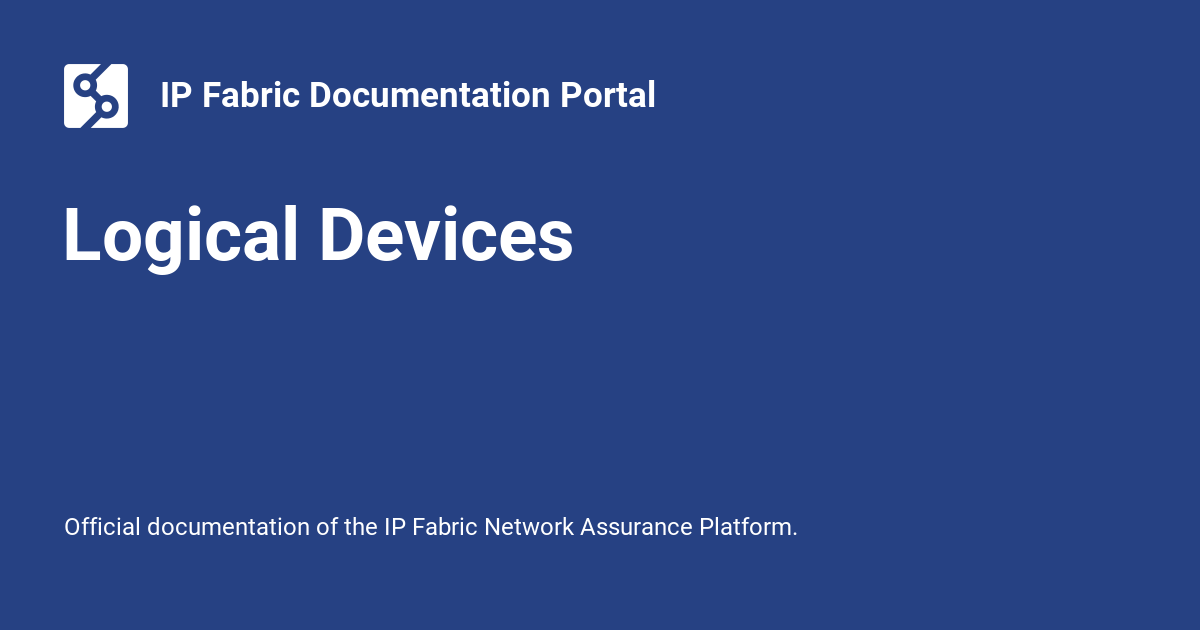 IP Fabric Documentation Portal
Logical Devices
Official documentation of the IP Fabric Network Assurance Platform.